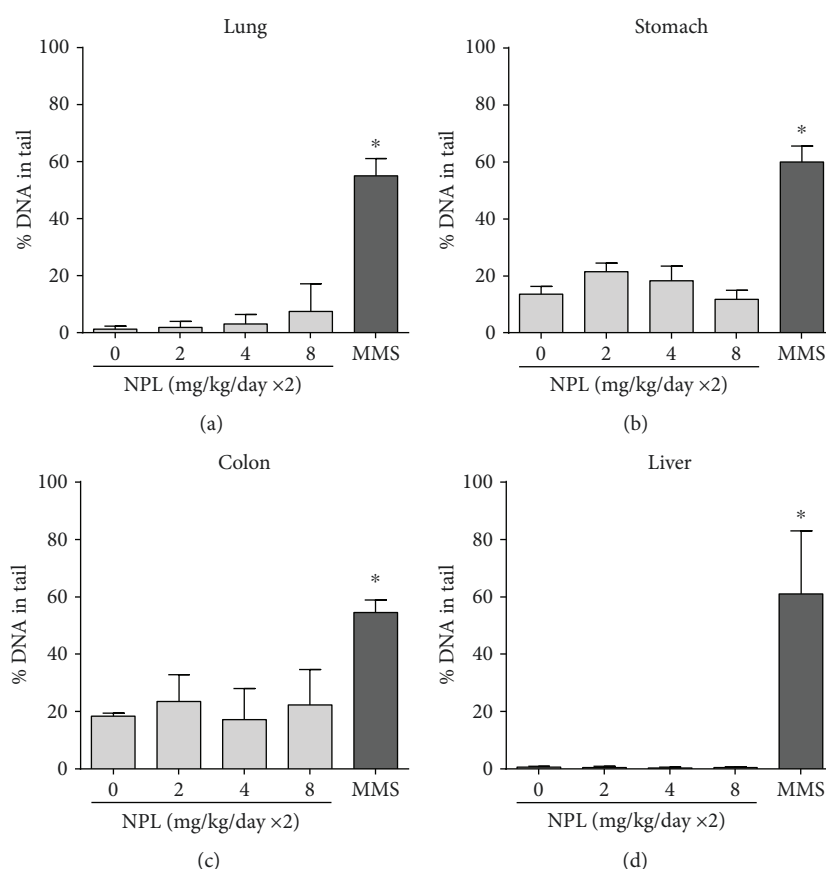 Lung
100
80
60
40
20
0
% DNA in tail
*
0 2 4 8 MMS
NPL (mg/kg/day ×2)
(a)
Stomach
100
80
60
40
20
0
% DNA in tail
*
0 2 4 8 MMS
NPL (mg/kg/day ×2)
(b)
Colon
100
80
60
40
20
0
% DNA in tail
*
0 2 4 8 MMS
NPL (mg/kg/day ×2)
(c)
Liver
100
80
60
40
20
0
% DNA in tail
*
0 2 4 8 MMS
NPL (mg/kg/day ×2)
(d)